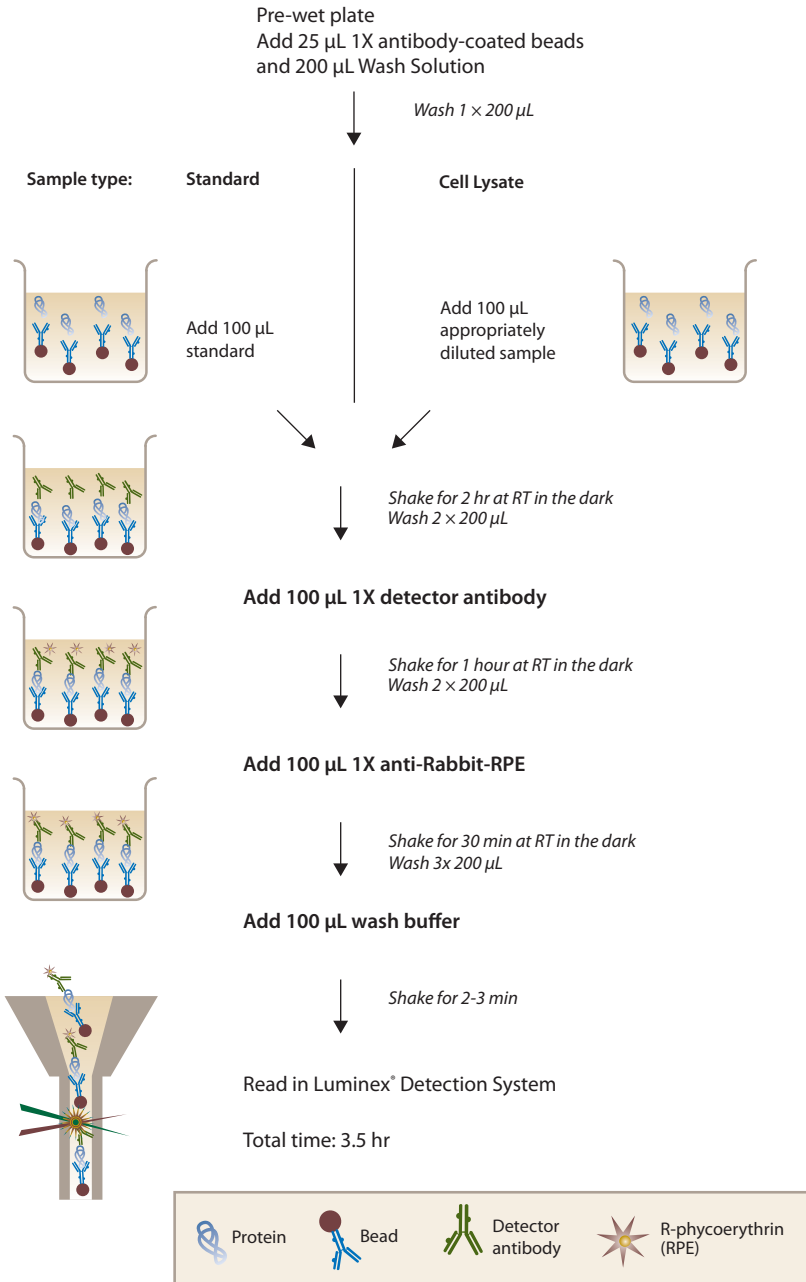 Pre-wet plate
Add 25 µL 1X antibody-coated beads
and 200 µL Wash Solution
Wash 1 × 200 µL
Sample type:
Standard
Cell Lysate
Add 100 µL
standard
Add 100 µL
appropriately
diluted sample
Shake for 2 hr at RT in the dark
Wash 2 × 200 µL
Add 100 µL 1X detector antibody
Shake for 1 hour at RT in the dark
Wash 2 × 200 µL
Add 100 µL 1X anti-Rabbit-RPE
Shake for 30 min at RT in the dark
Wash 3x 200 µL
Add 100 µL wash buffer
Shake for 2-3 min
Read in Luminex® Detection System
Total time: 3.5 hr
Protein
Bead
Detector
antibody
R-phycoerythrin
(RPE)